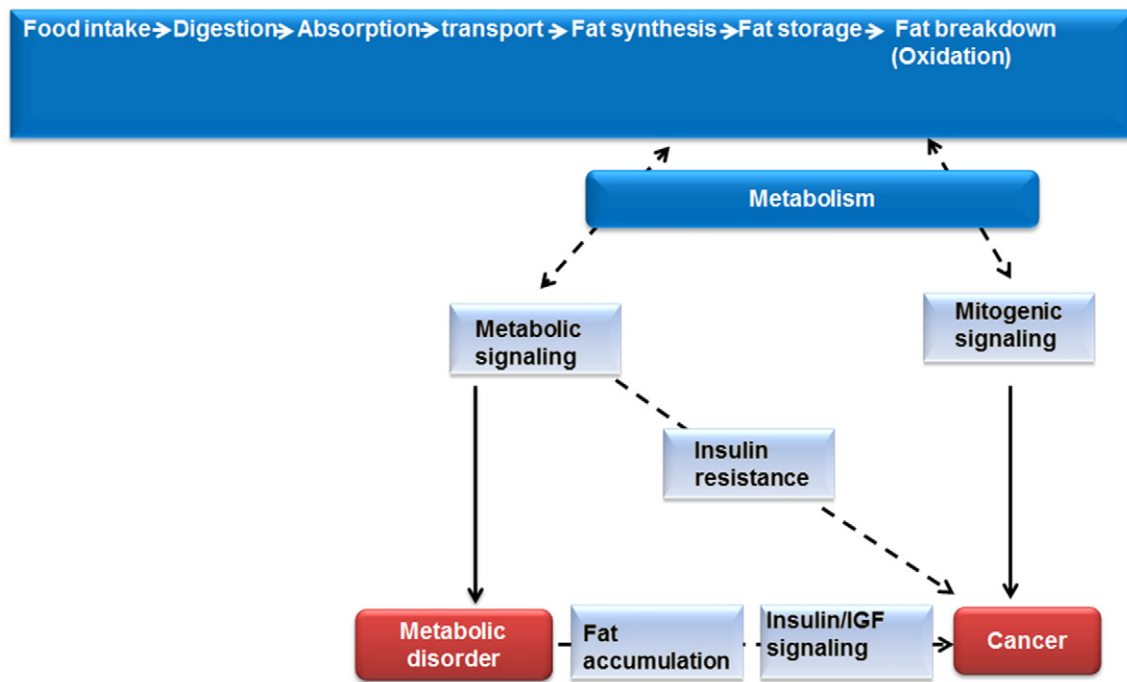 Food intake→Digestion→Absorption→transport→Fat synthesis→Fat storage→ Fat breakdown
(Oxidation)
Metabolism
Metabolic
signaling
Mitogenic
signaling
Insulin
resistance
Metabolic
disorder
Fat
accumulation
Insulin/IGF
signaling
Cancer